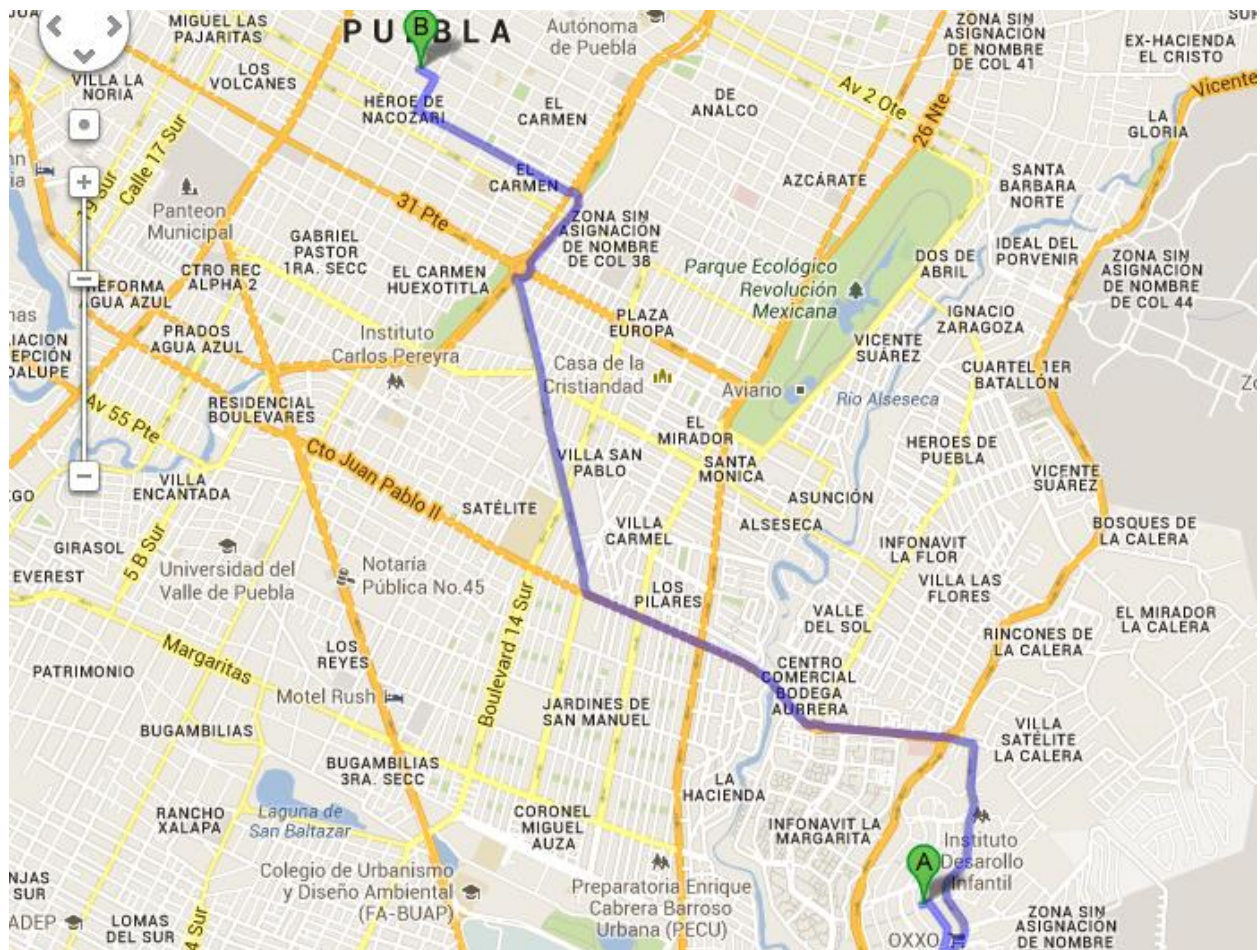 MIGUEL LAS
PAJARITAS
PUEBLA
B
Autónoma
de Puebla
ZONA SIN
ASIGNACIÓN
DE NOMBRE
DE COL 41
EX-HACIENDA
EL CRISTO
VILLA LA
NORIA
LOS
VOLCANES
HÉROE DE
NACOZARI
EL
CARMEN
DE
ANALCO
Av 2 Ote
26 Nte
Vicente
LA
GLORIA
Calle 17 Sur
29 Sur
Panteon
Municipal
EL
CARMEN
31 Pte
AZCÁRATE
SANTA
BARBARA
NORTE
GABRIEL
PASTOR
1RA. SECC
ZONA SIN
ASIGNACIÓN
DE NOMBRE
DE COL 38
EL CARMEN
HUEXOTITLA
CTRO REC
ALPHA 2
REFORMA
AGUA AZUL
Parque Ecológico
Revolución
Mexicana
DOS DE
ABRIL
IDEAL DEL
PORVENIR
ZONA SIN
ASIGNACIÓN
DE NOMBRE
DE COL 44
PRADOS
AGUA AZUL
Instituto
Carlos Pereyra
PLAZA
EUROPA
VICENTE
SUÁREZ
IGNACIO
ZARAGOZA
Casa de la
Cristiandad
Aviario
Río Alseseca
CUARTEL 1ER
BATALLÓN
RESIDENCIAL
BOULEVARES
Av 55 Pte
EL
MIRADOR
SANTA
MONICA
HEROES DE
PUEBLA
VICENTE
SUÁREZ
Cto Juan Pablo II
VILLA SAN
PABLO
VILLA
ENCANTADA
SATÉLITE
ASUNCIÓN
VILLA
CARMEL
ALSESECA
BOSQUES DE
LA CALERA
GIRASOL
5 B Sur
Universidad del
Valle de Puebla
Notaría
Pública No.45
INFONAVIT
LA FLOR
VILLA LAS
FLORES
EVEREST
LOS
PILARES
VALLE
DEL SOL
EL MIRADOR
LA CALERA
RINCONES DE
LA CALERA
Margaritas
LOS
REYES
PATRIMONIO
Motel Rush
Boulevard 14 Sur
CENTRO
COMERCIAL
BODEGA
AURRERA
JARDINES DE
SAN MANUEL
BUGAMBILIAS
VILLA
SATÉLITE LA
CALERA
BUGAMBILIAS
3RA. SECC
LA
HACIENDA
RANCHO
XALAPA
Laguna de
San Baltazar
CORONEL
MIGUEL
AUZA
INFONAVIT LA
MARGARITA
A
Instituto
Desarollo
Infantil
Colegio de Urbanismo
y Diseño Ambiental
(FA-BUAP)
Preparatoria Enrique
Cabrera Barroso
Urbana (PECU)
LOMAS
DEL SUR
OXXO
ZONA SIN
ASIGNACIÓN
DE NOMBRE